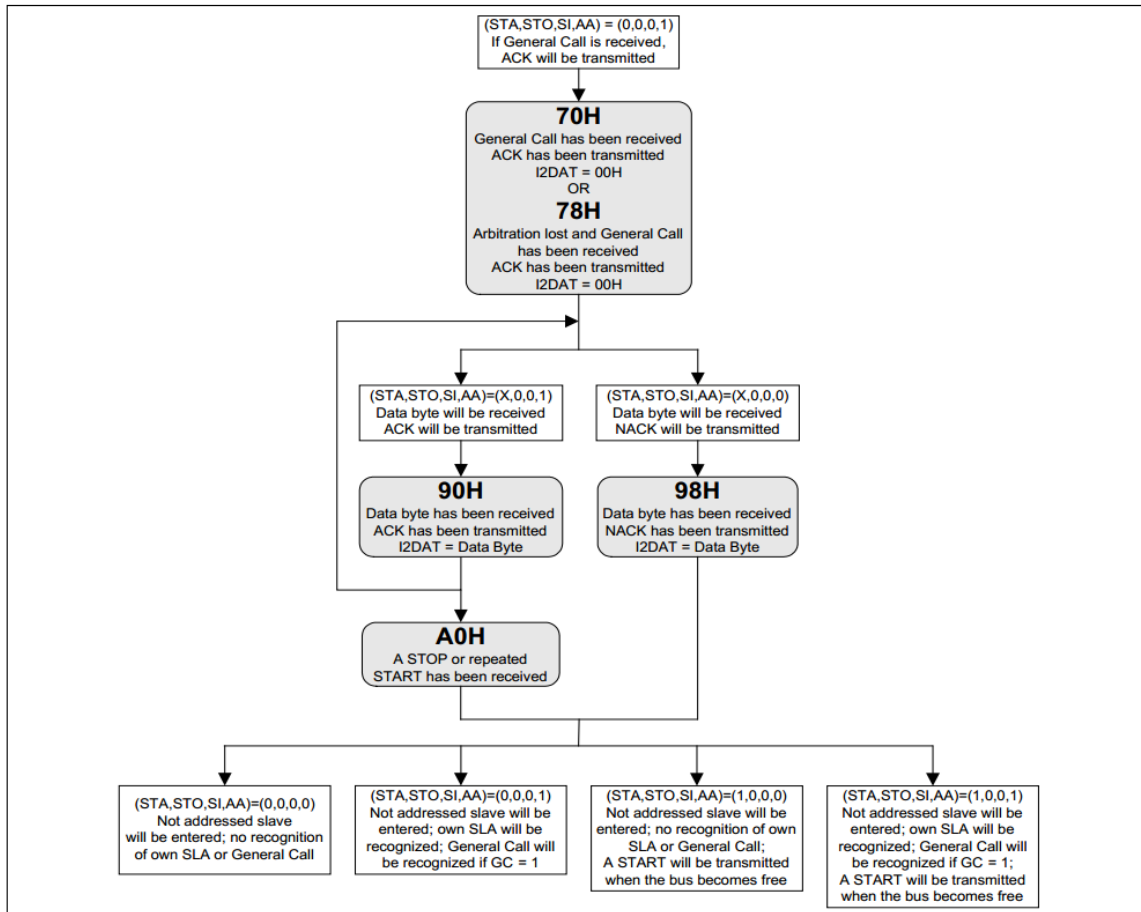 (STA,STO,SI,AA) = (0,0,0,1)
If General Call is received,
ACK will be transmitted
70H
General Call has been received
ACK has been transmitted
I2DAT = 00H
OR
78H
Arbitration lost and General Call
has been received
ACK has been transmitted
I2DAT = 00H
(STA,STO,SI,AA)=(X,0,0,1)
Data byte will be received
ACK will be transmitted
(STA,STO,SI,AA)=(X,0,0,0)
Data byte will be received
NACK will be transmitted
90H
Data byte has been received
ACK has been transmitted
I2DAT = Data Byte
98H
Data byte has been received
NACK has been transmitted
I2DAT = Data Byte
A0H
A STOP or repeated
START has been received
(STA,STO,SI,AA)=(0,0,0,0)
Not addressed slave
will be entered; no recognition
of own SLA or General Call
(STA,STO,SI,AA)=(0,0,0,1)
Not addressed slave will be
entered; own SLA will be
recognized; General Call will
be recognized if GC = 1
(STA,STO,SI,AA)=(1,0,0,0)
Not addressed slave will be
entered; no recognition of own
SLA or General Call;
A START will be transmitted
when the bus becomes free
(STA,STO,SI,AA)=(1,0,0,1)
Not addressed slave will be
entered; own SLA will be
recognized; General Call will
be recognized if GC = 1;
A START will be transmitted
when the bus becomes free